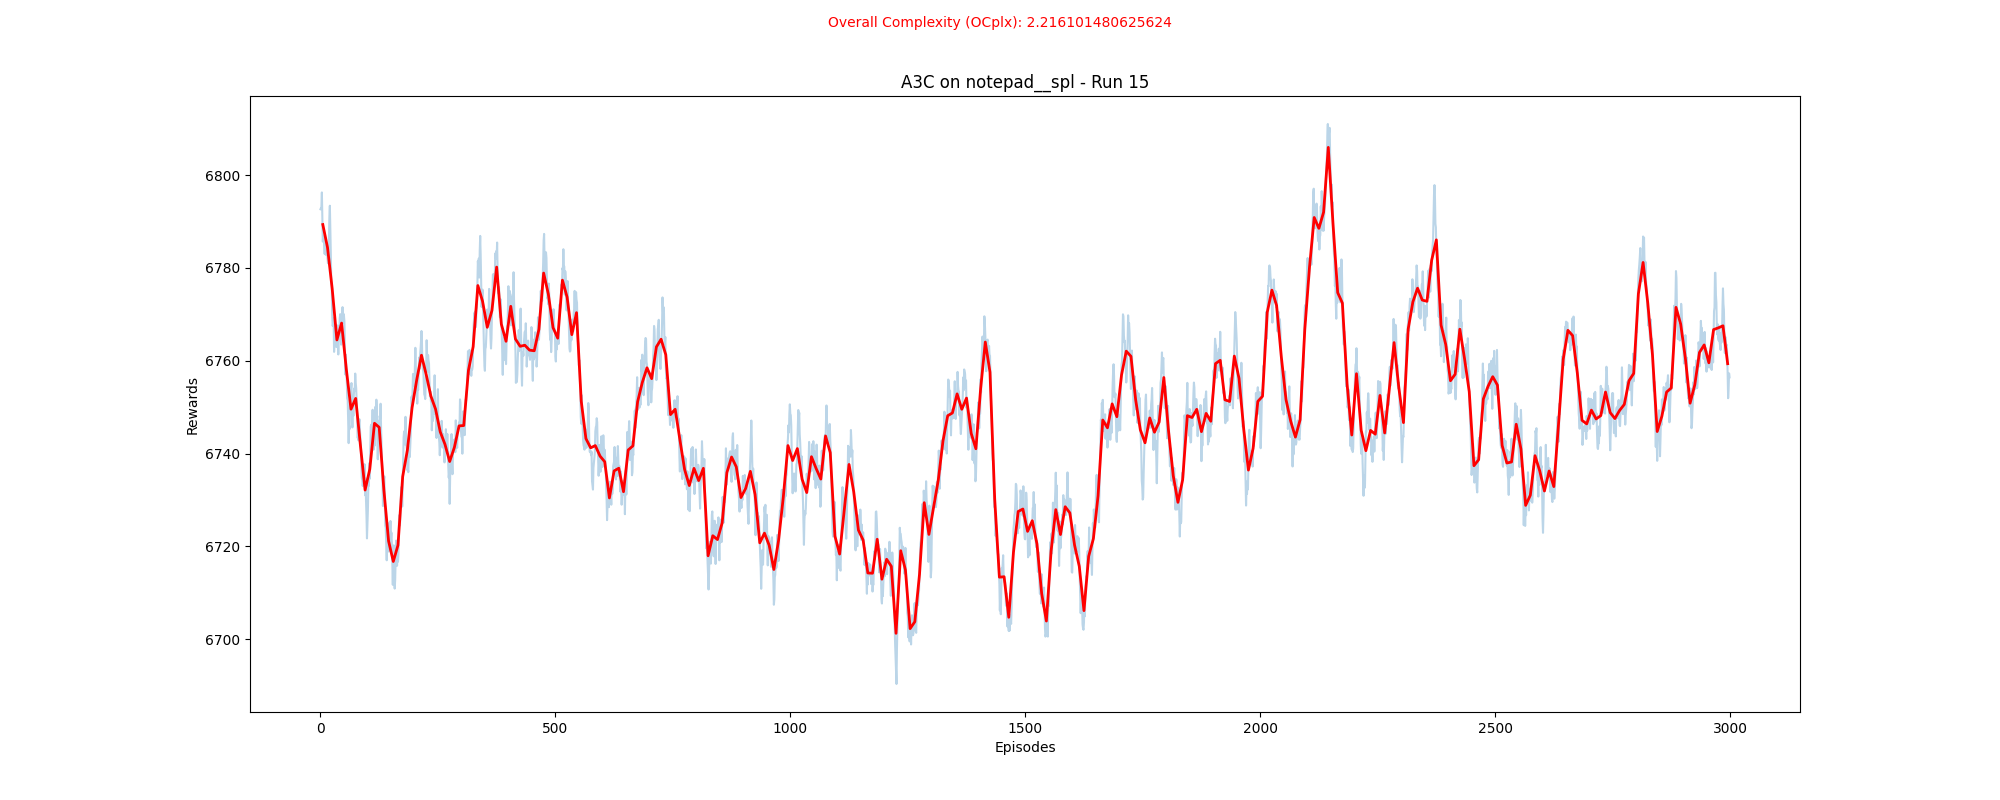 Overall Complexity (OCplx): 2.216101480625624
A3C on notepad__spl - Run 15
6800
6780
6760
6740
6720
6700
Rewards
0 500 1000 1500 2000 2500 3000
Episodes